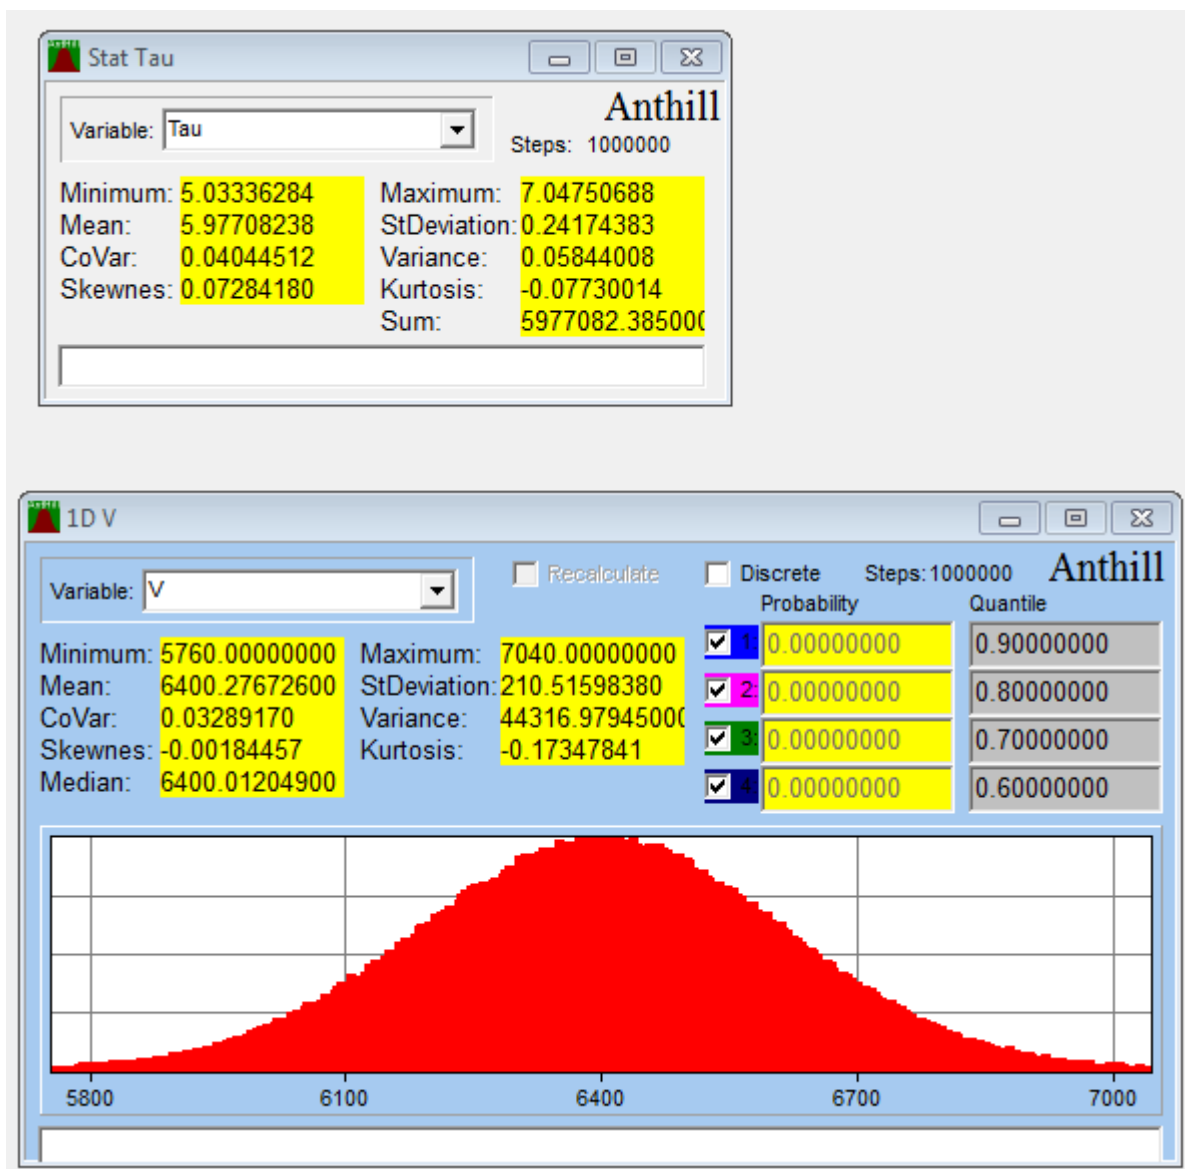 Stat Tau
Anthill
Variable: Tau
Steps: 1000000
Minimum: 5.03336284 Maximum: 7.04750688
Mean: 5.97708238 StDeviation: 0.24174383
CoVar: 0.04044512 Variance: 0.05844008
Skewnes: 0.07284180 Kurtosis: -0.07730014
Sum: 5977082.385000
1D V
Variable: V Recalculate Discrete Steps: 1000000 Anthill
Probability Quantile
1: 0.00000000 0.90000000
2: 0.00000000 0.80000000
3: 0.00000000 0.70000000
4: 0.00000000 0.60000000
Minimum: 5760.00000000 Maximum: 7040.00000000
Mean: 6400.27672600 StDeviation: 210.51598380
CoVar: 0.03289170 Variance: 44316.97945000
Skewnes: -0.00184457 Kurtosis: -0.17347841
Median: 6400.01204900
5800 6100 6400 6700 7000